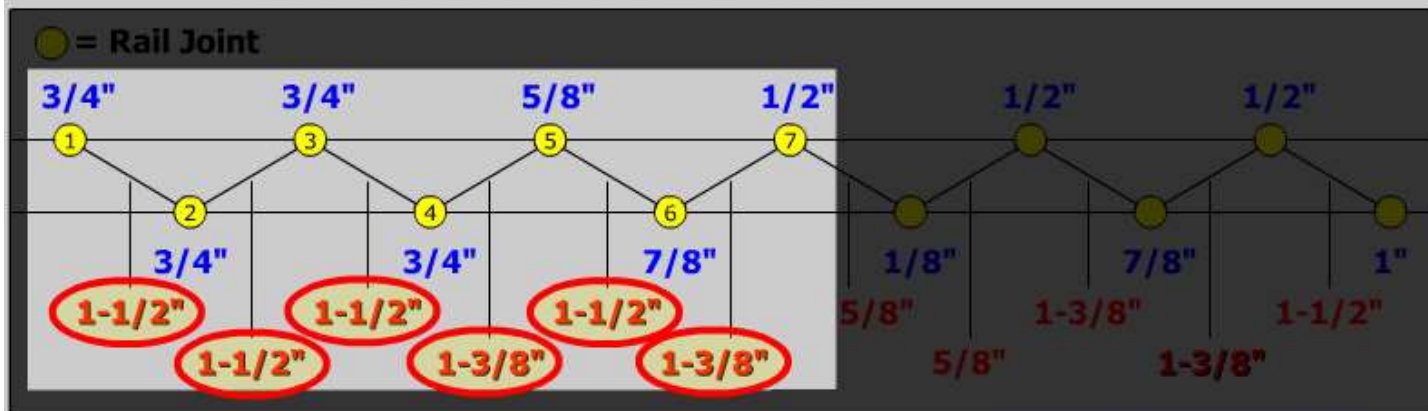 = Rail Joint
3/4" 3/4" 5/8" 1/2" 1/2" 1/2"
1 3 5 7
2 4 6
3/4" 3/4" 7/8" 1/8" 7/8" 1"
1-1/2" 1-1/2" 1-1/2" 5/8" 1-3/8" 1-1/2"
1-1/2" 1-3/8" 1-3/8" 5/8" 1-3/8"